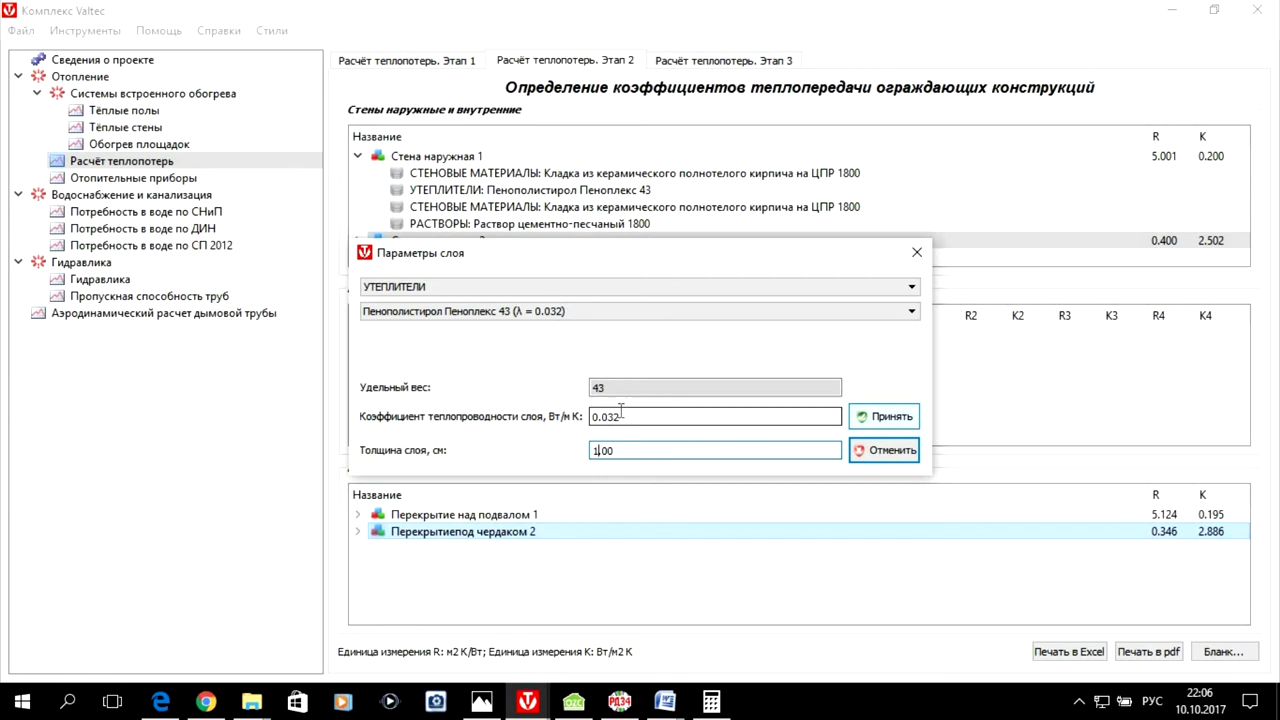 Комплекс Valtec
Файл Инструменты Помощь Справки Стили
Сведения о проекте
Отопление
Системы встроенного обогрева
Тёплые полы
Тёплые стены
Обогрев площадок
Расчёт теплопотерь
Отопительные приборы
Водоснабжение и канализация
Потребность в воде по СНиП
Потребность в воде по ДИН
Потребность в воде по СП 2012
Гидравлика
Гидравлика
Пропускная способность труб
Аэродинамический расчет дымовой трубы
Расчёт теплопотерь. Этап 1 Расчёт теплопотерь. Этап 2 Расчёт теплопотерь. Этап 3
Определение коэффициентов теплопередачи ограждающих конструкций
Стены наружные и внутренние
Название R K
Стена наружная 1 5.001 0.200
СТЕНОВЫЕ МАТЕРИАЛЫ: Кладка из керамического полнотелого кирпича на ЦПР 1800
УТЕПЛИТЕЛИ: Пенополистирол Пеноплекс 43
СТЕНОВЫЕ МАТЕРИАЛЫ: Кладка из керамического полнотелого кирпича на ЦПР 1800
РАСТВОРЫ: Раствор цементно-песчаный 1800
0.400 2.502
Параметры слоя
УТЕПЛИТЕЛИ
Пенополистирол Пеноплекс 43 (λ = 0.032)
R2 K2 R3 K3 R4 K4
Удельный вес: 43
Коэффициент теплопроводности слоя, Вт/м К: 0.032 Принять
Толщина слоя, см: 1,00 Отменить
Название R K
Перекрытие над подвалом 1 5.124 0.195
Перекрытиепод чердаком 2 0.346 2.886
Единица измерения R: м2 К/Вт; Единица измерения K: Вт/м2 К
Печать в Excel Печать в pdf Бланк...
РУС
22:06
10.10.2017